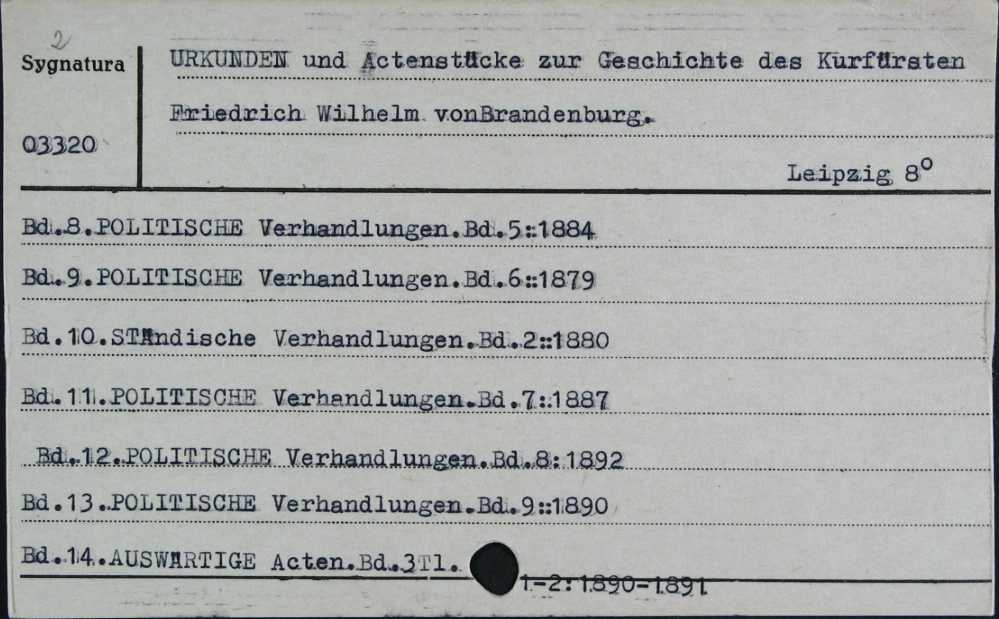 2
Sygnatura
03320
URKUNDEN und Actenstücke zur Geschichte des Kurfürsten
Friedrich Wilhelm vonBrandenburg.
Leipzig 8º
Bd.8.POLITISCHE Verhandlungen.Bd.5:1884
Bd.9.POLITISCHE Verhandlungen.Bd.6:1879
Bd.10.STÄndische Verhandlungen.Bd.2:1880
Bd.11.POLITISCHE Verhandlungen.Bd.7:1887
Bd.12.POLITISCHE Verhandlungen.Bd.8:1892
Bd.13.POLITISCHE Verhandlungen.Bd.9:1890
Bd.14.AUSWÄRTIGE Acten.Bd.3Tl.
1-2:1890-1891